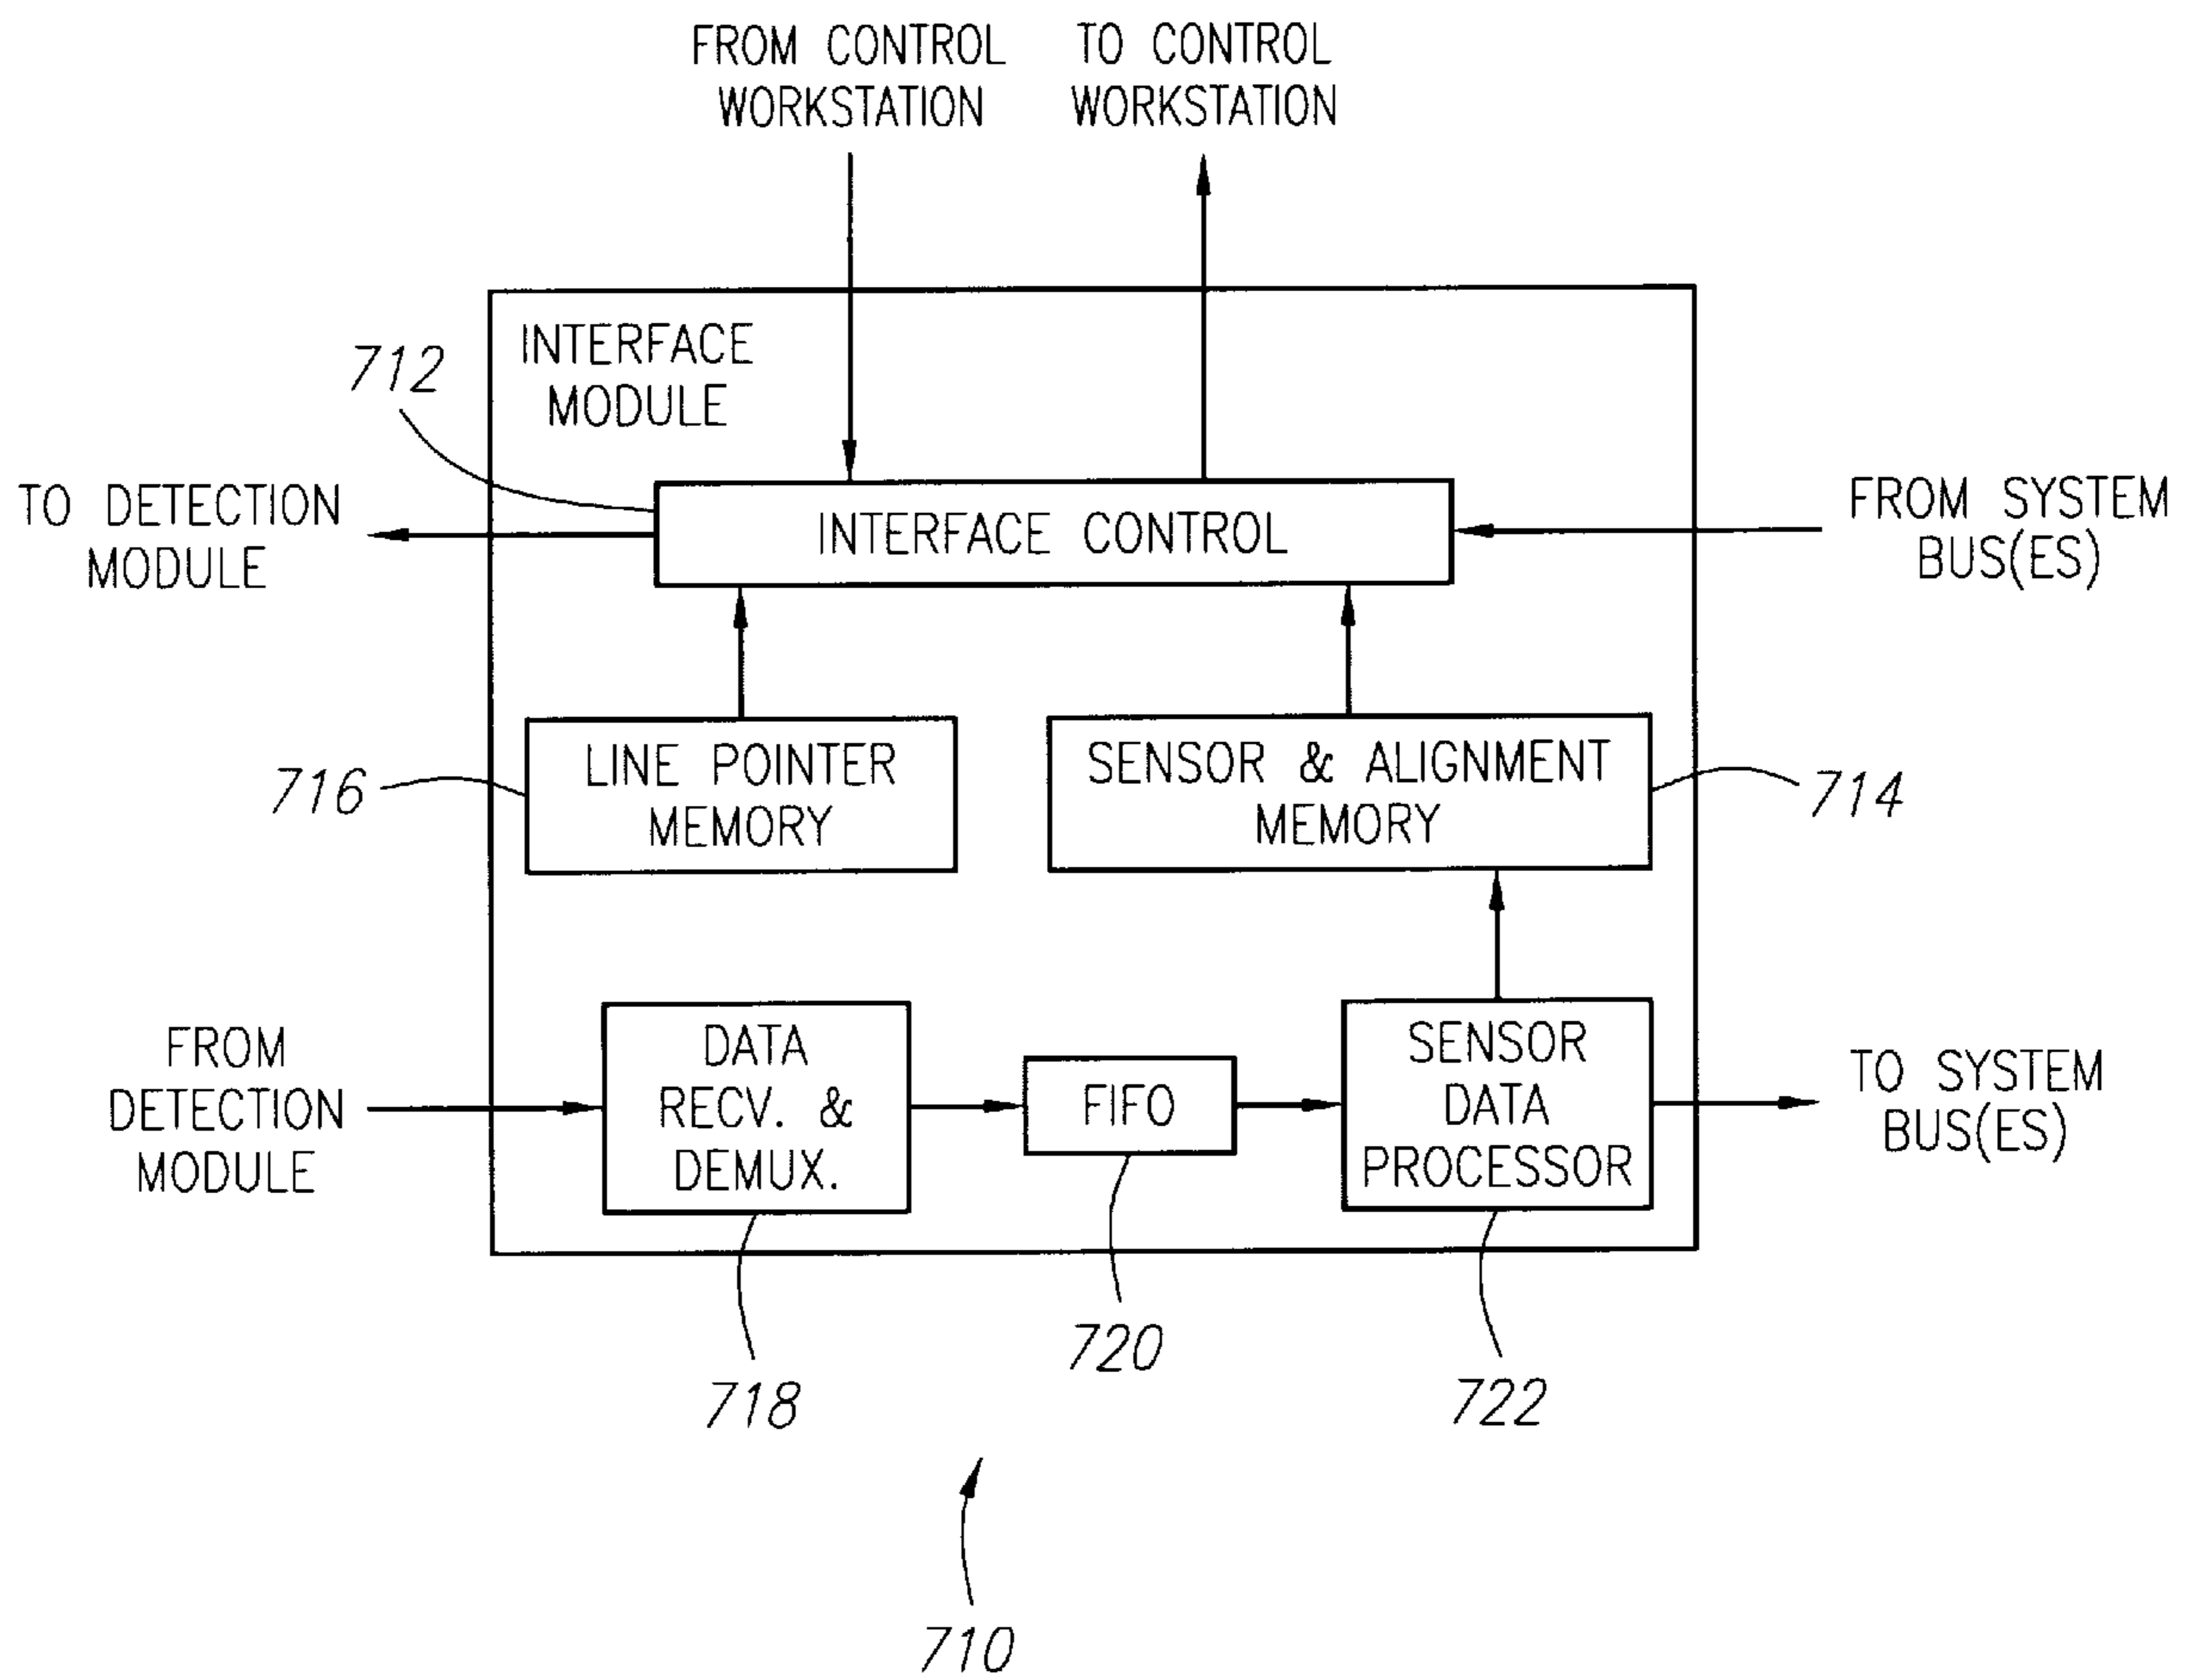 FROM CONTROL
WORKSTATION
TO CONTROL
WORKSTATION
INTERFACE
MODULE
712
TO DETECTION
MODULE
INTERFACE CONTROL
FROM SYSTEM
BUS(ES)
LINE POINTER
MEMORY
716
SENSOR & ALIGNMENT
MEMORY
714
FROM
DETECTION
MODULE
DATA
RECV. &
DEMUX.
FIFO
SENSOR
DATA
PROCESSOR
TO SYSTEM
BUS(ES)
718
720
722
710